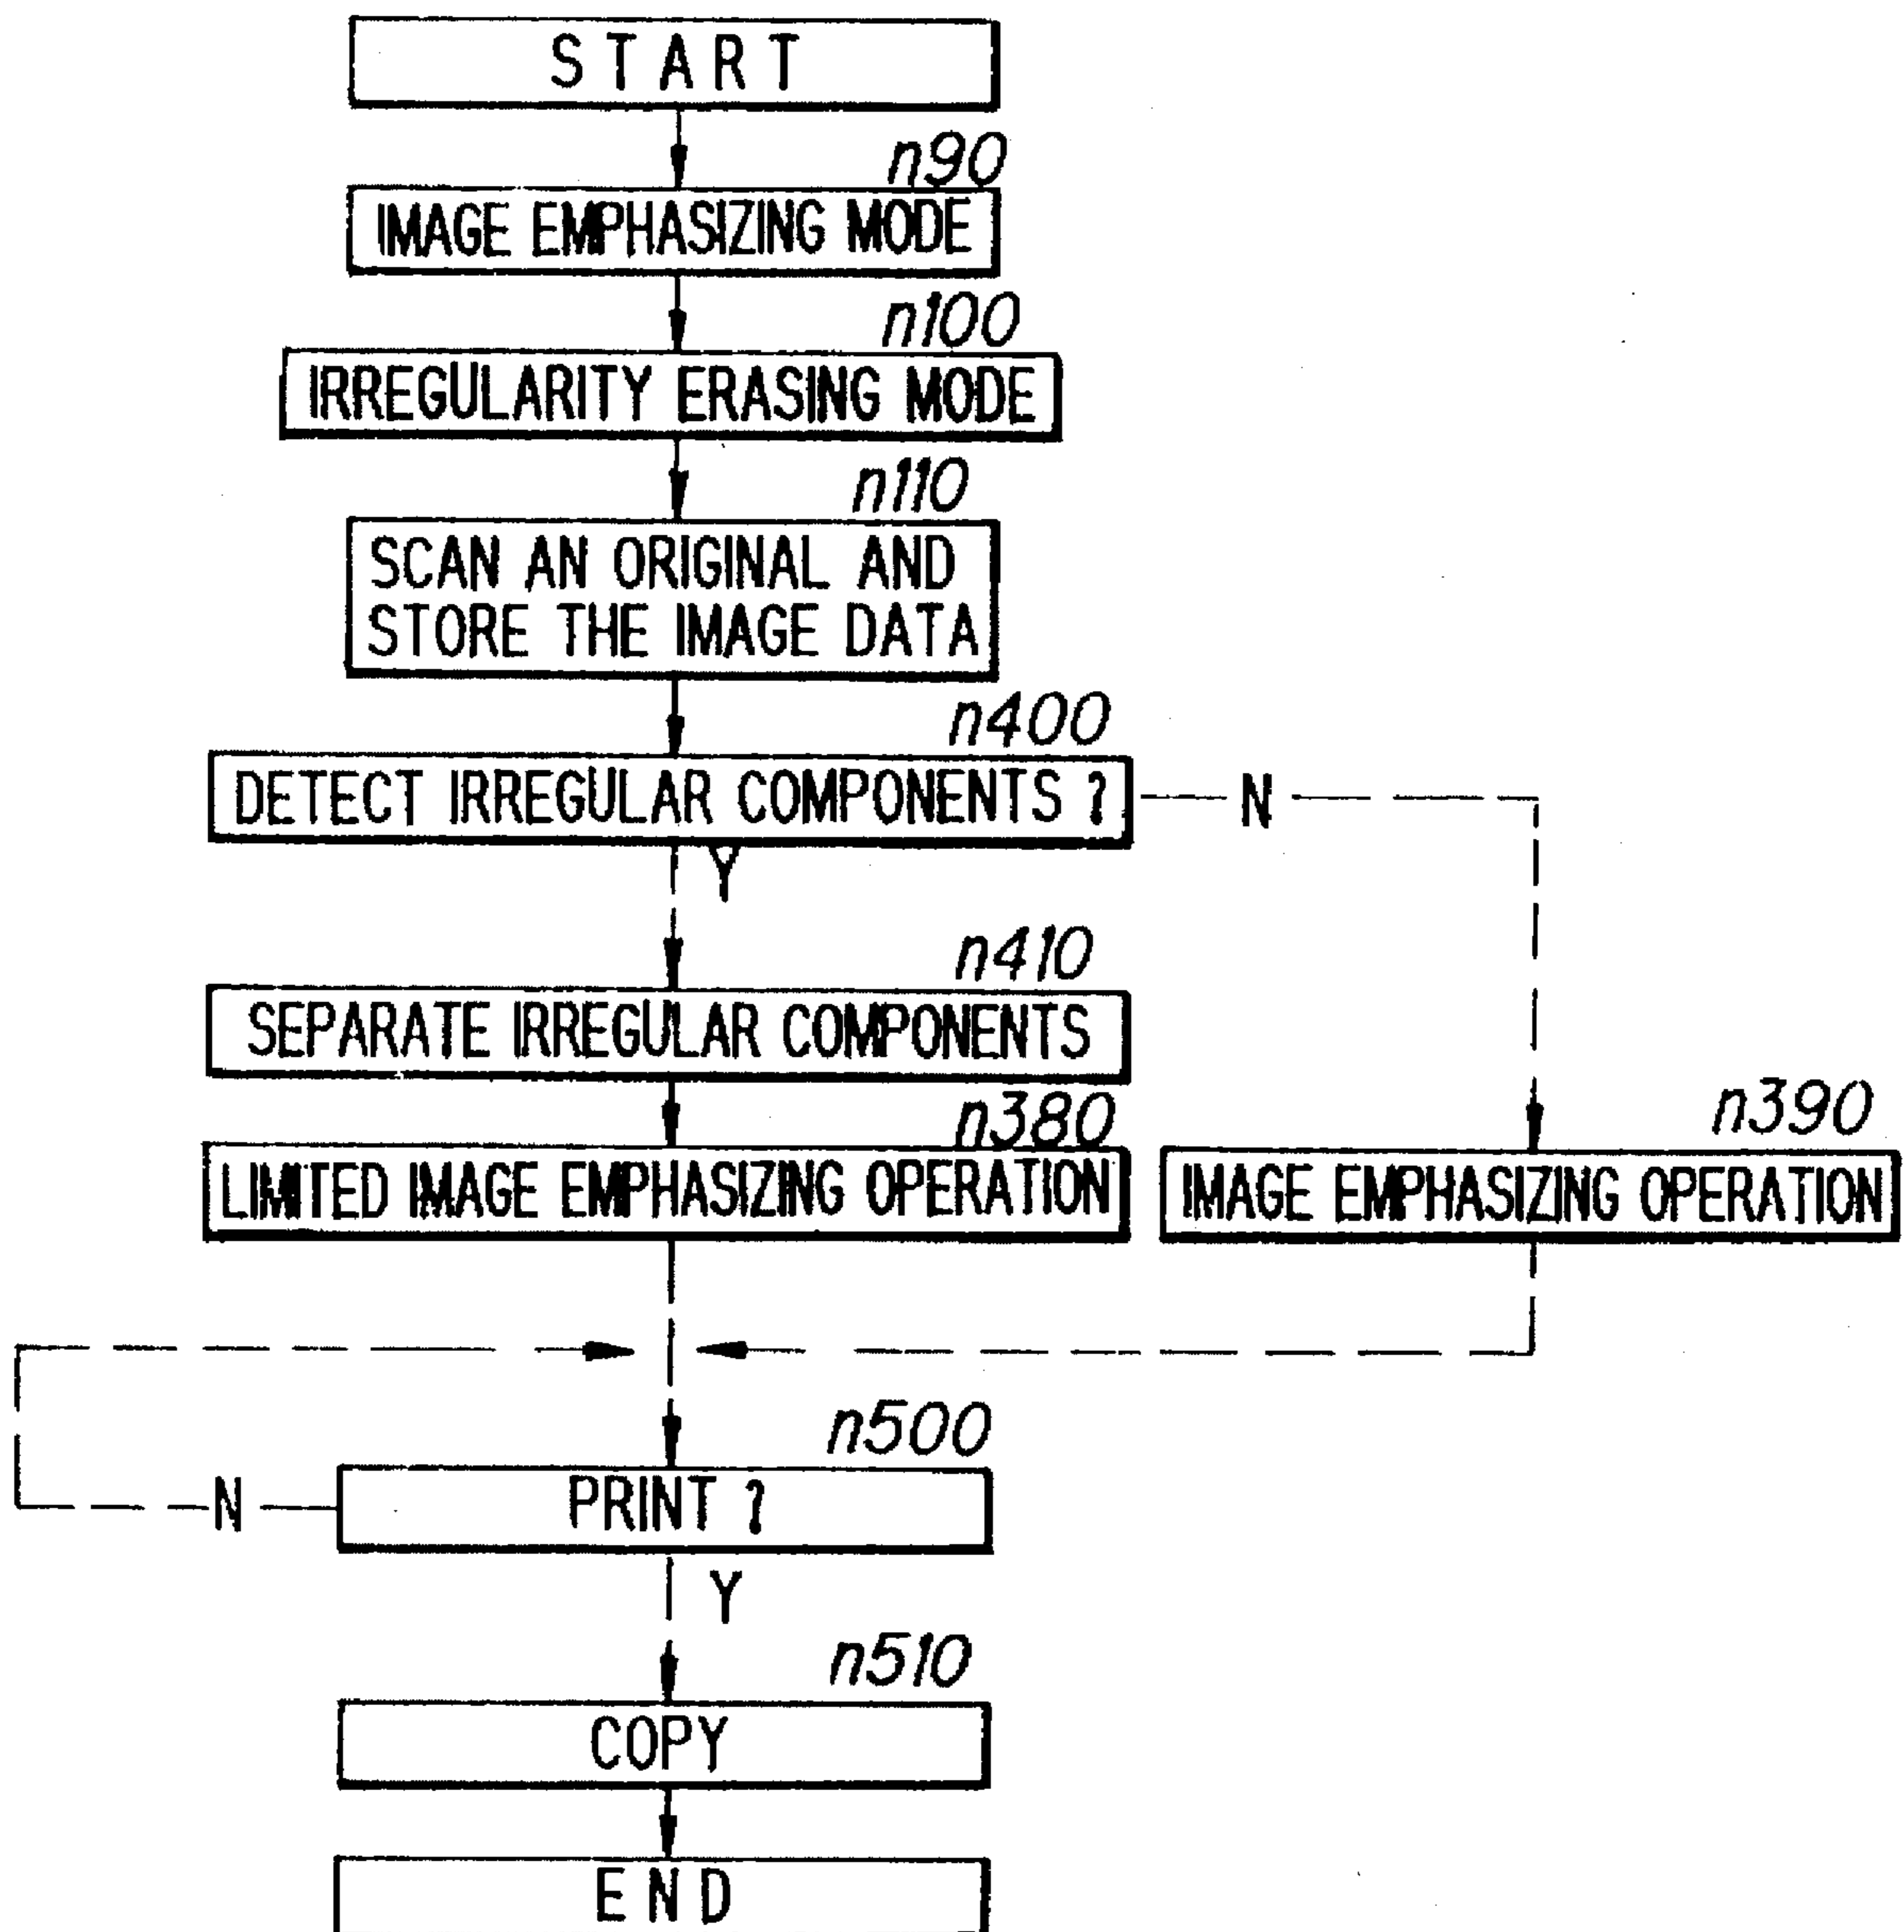 START
n90
IMAGE EMPHASIZING MODE
n100
IRREGULARITY ERASING MODE
n110
SCAN AN ORIGINAL AND
STORE THE IMAGE DATA
n400
DETECT IRREGULAR COMPONENTS ?
N
Y
n410
SEPARATE IRREGULAR COMPONENTS
n380
LIMITED IMAGE EMPHASIZING OPERATION
n390
IMAGE EMPHASIZING OPERATION
n500
PRINT ?
N
Y
n510
COPY
END